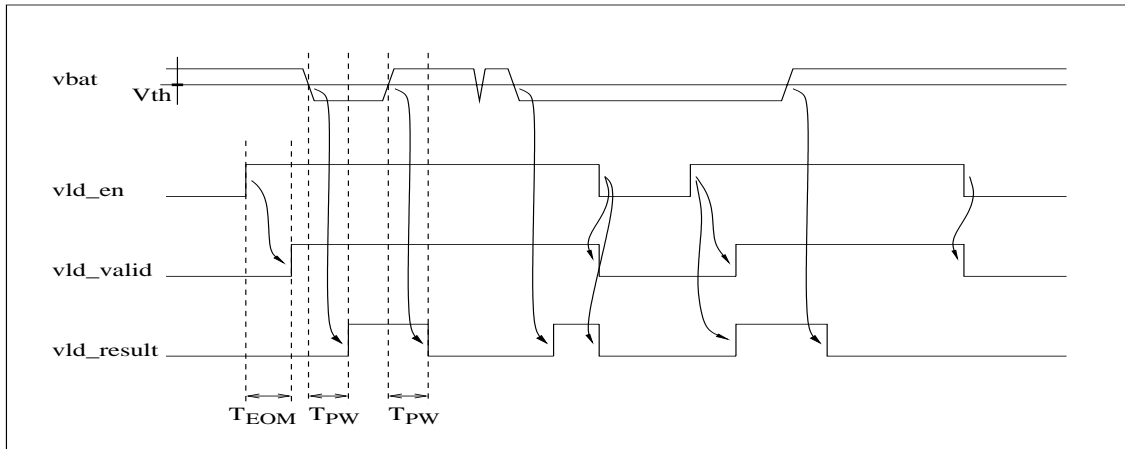 vbat
Vth
vld_en
vld_valid
vld_result
TEOM TPW TPW